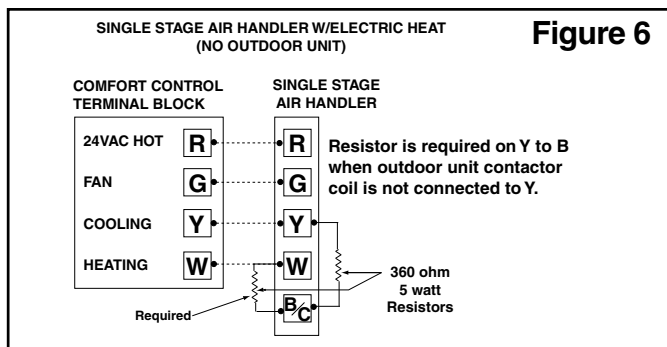 SINGLE STAGE AIR HANDLER W/ELECTRIC HEAT
(NO OUTDOOR UNIT)
Figure 6
COMFORT CONTROL
TERMINAL BLOCK
SINGLE STAGE
AIR HANDLER
24VAC HOT R R
FAN G G
COOLING Y Y
HEATING W W
B/C
Resistor is required on Y to B
when outdoor unit contactor
coil is not connected to Y.
360 ohm
5 watt
Resistors
Required